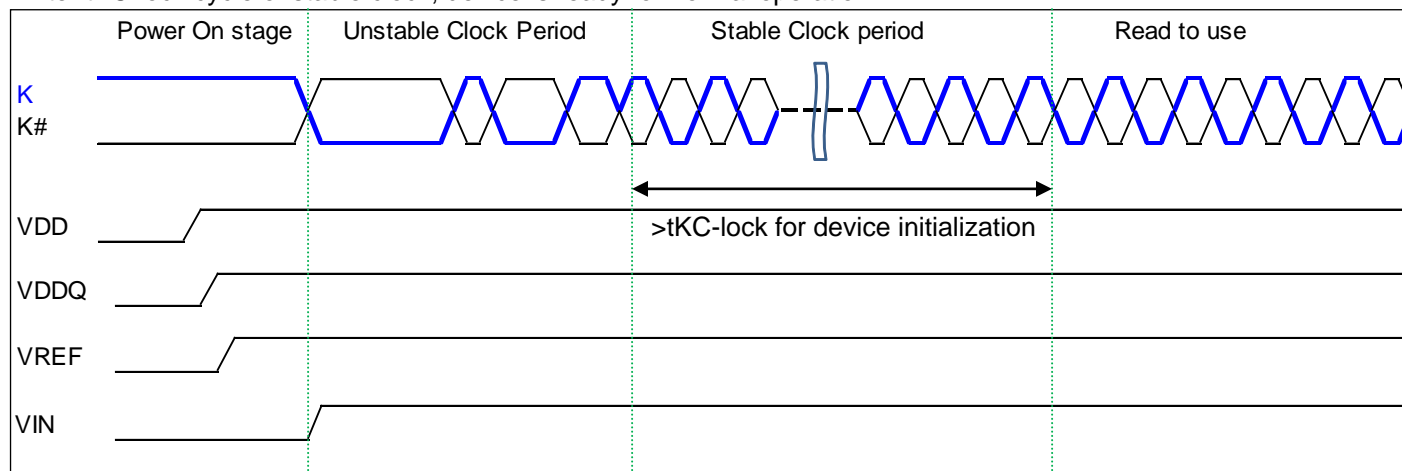 Power On stage
Unstable Clock Period
Stable Clock period
Read to use
K
K#
VDD
>tKC-lock for device initialization
VDDQ
VREF
VIN